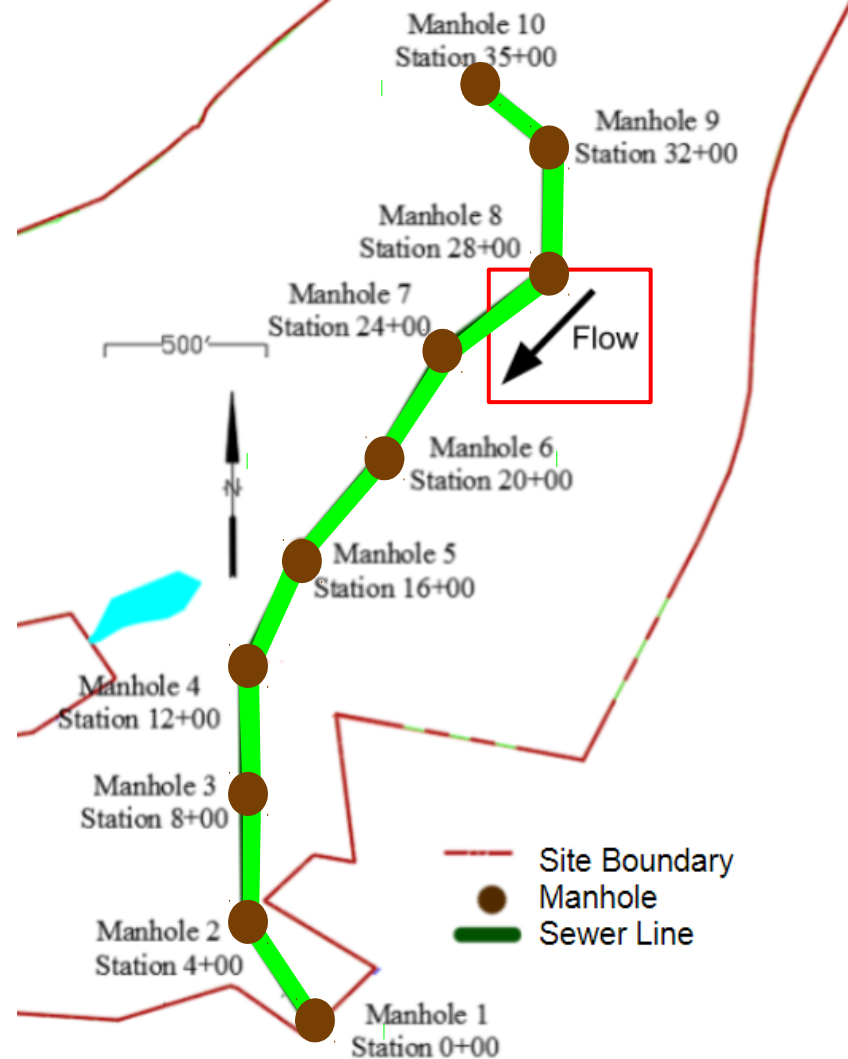 Manhole 10
Station 35+00
Manhole 9
Station 32+00
Manhole 8
Station 28+00
Manhole 7
Station 24+00
500'
Flow
Manhole 6
Station 20+00
N
Manhole 5
Station 16+00
Manhole 4
Station 12+00
Manhole 3
Station 8+00
Site Boundary
Manhole
Sewer Line
Manhole 2
Station 4+00
Manhole 1
Station 0+00